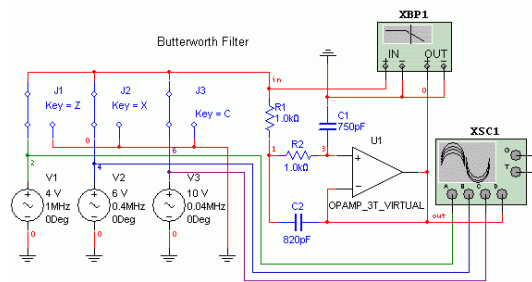 XBP1
IN OUT
Butterworth Filter
in
0
J1
Key = Z
J2
Key = X
J3
Key = C
R1
1.0kΩ
C1
750pF
U1
XSC1
G
T
A B C D
0
6
1
R2
1.0kΩ
3
2
4
V1
4 V
1MHz
0Deg
V2
6 V
0.4MHz
0Deg
V3
10 V
0.04MHz
0Deg
OPAMP_3T_VIRTUAL
out
C2
820pF
0
0
0